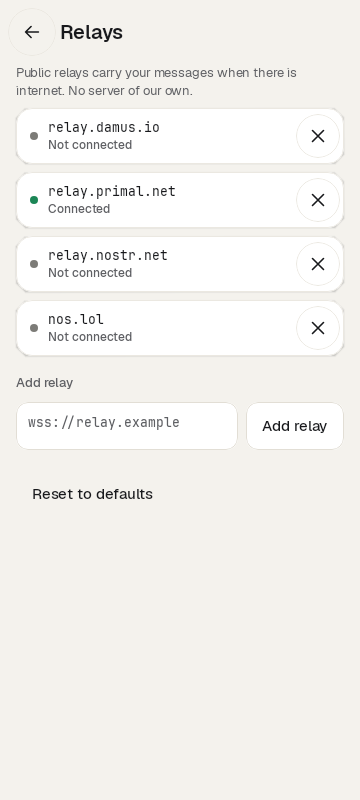 Relays
Public relays carry your messages when there is
internet. No server of our own.
relay.damus.io
Not connected
relay.primal.net
Connected
relay.nostr.net
Not connected
nos.lol
Not connected
Add relay
wss://relay.example
Add relay
Reset to defaults